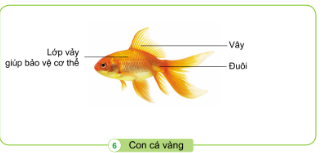 Vây
Lớp vảy
giúp bảo vệ cơ thể
Đuôi
6 Con cá vàng